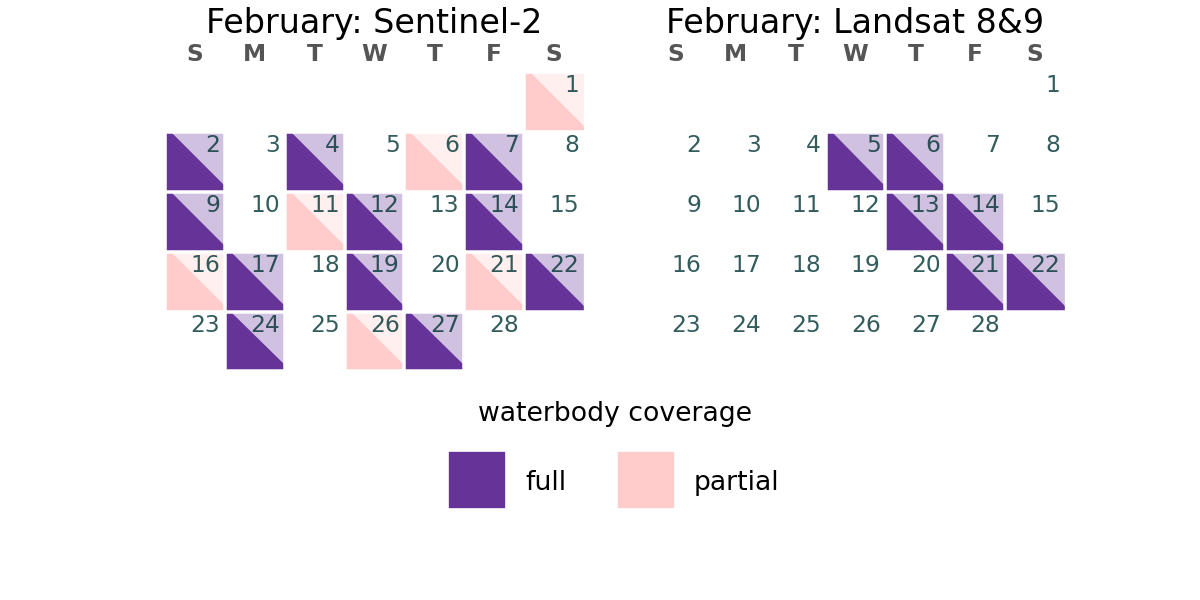 February: Sentinel-2
S M T W T F S
1
2 3 4 5 6 7 8
9 10 11 12 13 14 15
16 17 18 19 20 21 22
23 24 25 26 27 28
February: Landsat 8&9
S M T W T F S
1
2 3 4 5 6 7 8
9 10 11 12 13 14 15
16 17 18 19 20 21 22
23 24 25 26 27 28
waterbody coverage
full partial